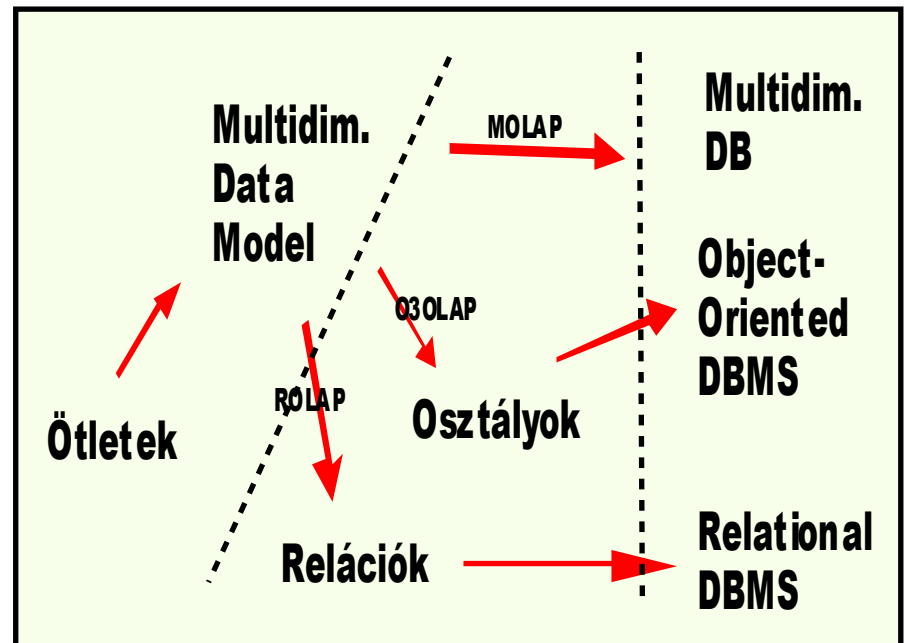 Multidim.
Data
Model
MOLAP
Multidim.
DB
O3OLAP
Object-
Oriented
DBMS
ROLAP
Ötletek
Osztályok
Relációk
Relational
DBMS